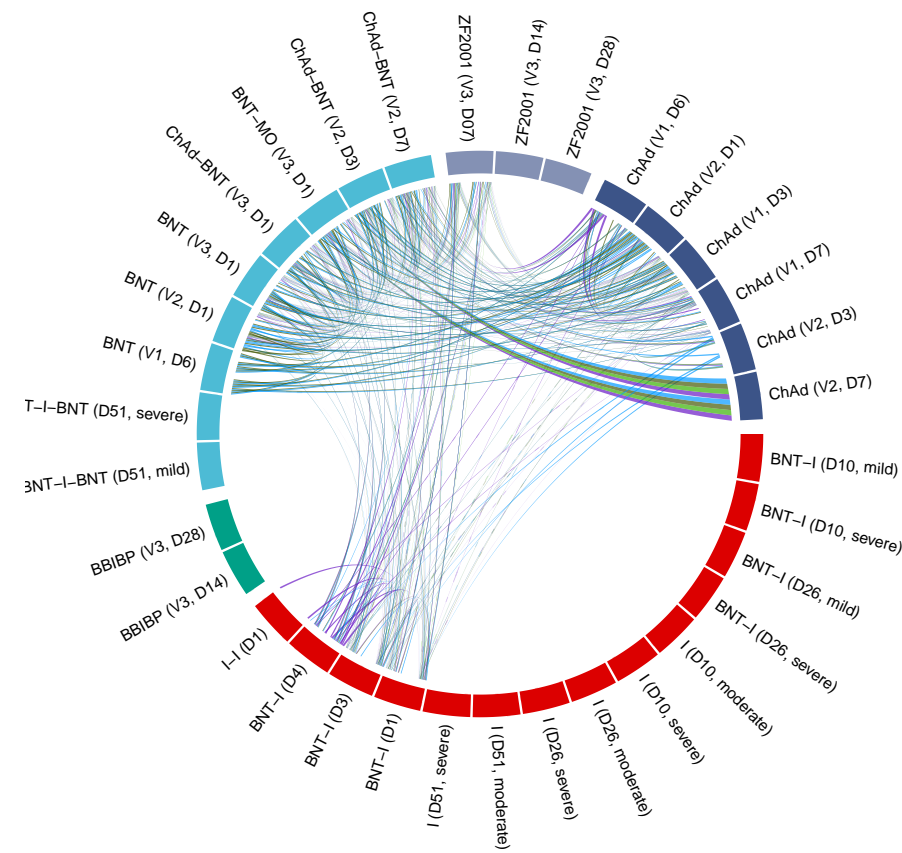 ZF2001 (V3, D07)
ZF2001 (V3, D14)
ZF2001 (V3, D28)
ChAd (V1, D6)
ChAd (V2, D1)
ChAd (V1, D3)
ChAd (V1, D7)
ChAd (V2, D3)
ChAd (V2, D7)
BNT–I (D10, mild)
BNT–I (D10, severe)
BNT–I (D26, mild)
BNT–I (D26, severe)
I (D10, moderate)
I (D10, severe)
I (D26, moderate)
I (D26, severe)
I (D51, moderate)
I (D51, severe)
BNT–I (D1)
BNT–I (D3)
BNT–I (D4)
I–I (D1)
BBIBP (V3, D14)
BBIBP (V3, D28)
BNT–I–BNT (D51, mild)
T–I–BNT (D51, severe)
BNT (V1, D6)
BNT (V2, D1)
BNT (V3, D1)
ChAd–BNT (V3, D1)
BNT–MO (V3, D1)
ChAd–BNT (V2, D3)
ChAd–BNT (V2, D7)